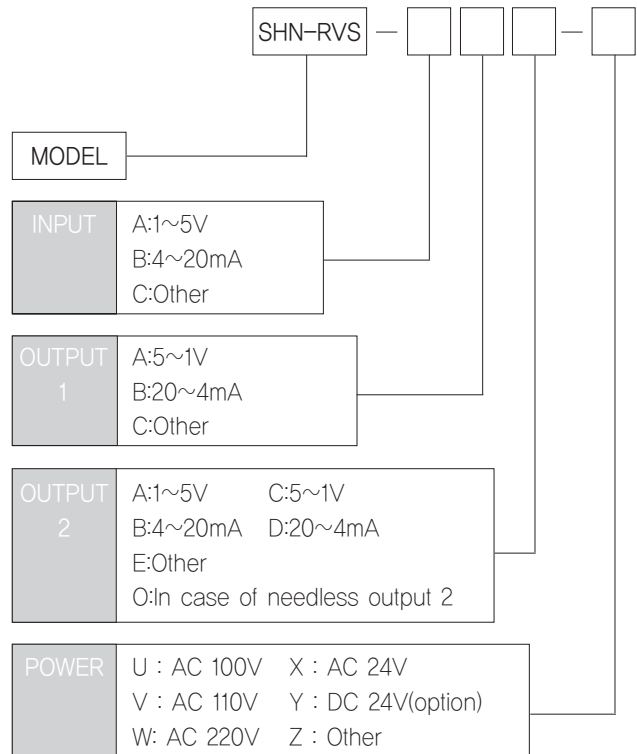 SHN-RVS —  —
MODEL
INPUT
A:1~5V
B:4~20mA
C:Other
OUTPUT
1
A:5~1V
B:20~4mA
C:Other
OUTPUT
2
A:1~5V C:5~1V
B:4~20mA D:20~4mA
E:Other
O:In case of needless output 2
POWER
U : AC 100V X : AC 24V
V : AC 110V Y : DC 24V(option)
W: AC 220V Z : Other